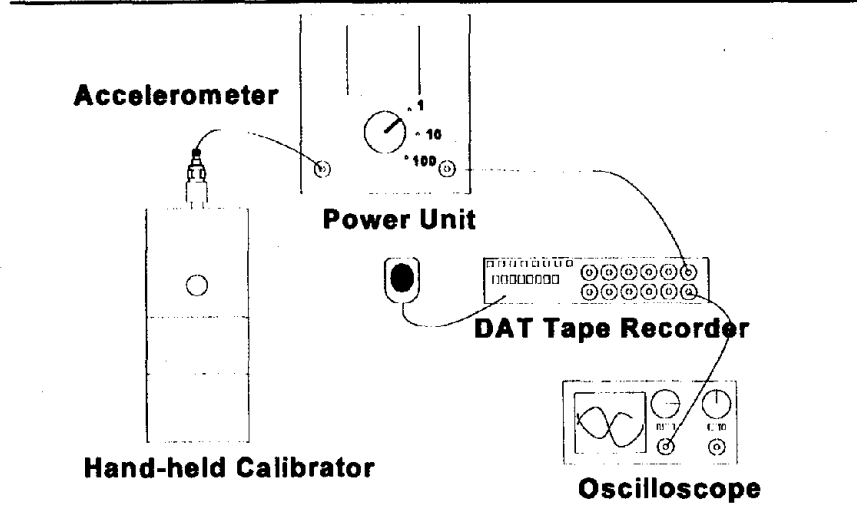 Accelerometer
1
10
100
Power Unit
DAT Tape Recorder
Hand-held Calibrator
Oscilloscope